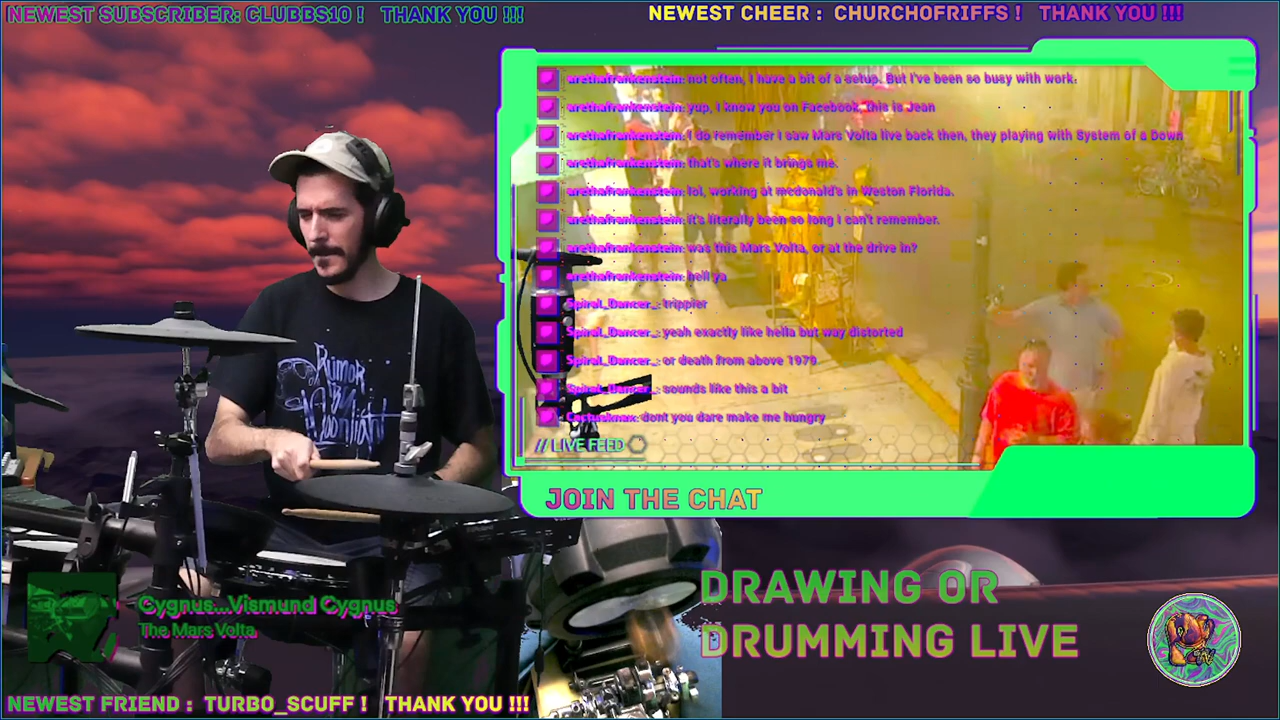 NEWEST SUBSCRIBER: CLUBBS10 ! THANK YOU !!!
NEWEST CHEER : CHURCHOFRIFFS ! THANK YOU !!!
arethafrankenstein: not often, I have a bit of a setup. But I've been so busy with work.
arethafrankenstein: yup, I know you on Facebook, this is Jean
arethafrankenstein: I do remember I saw Mars Volta live back then, they playing with System of a Down
arethafrankenstein: that's where it brings me.
arethafrankenstein: lol, working at mcdonald's in Weston Florida.
arethafrankenstein: it's literally been so long I can't remember.
arethafrankenstein: was this Mars Volta, or at the drive in?
arethafrankenstein: hell ya
Spiral_Dancer_: trippier
Spiral_Dancer_: yeah exactly like hella but way distorted
Spiral_Dancer_: or death from above 1979
Spiral_Dancer_: sounds like this a bit
Cactusknax: dont you dare make me hungry
// LIVE FEED
JOIN THE CHAT
Rumor
By
Moonlight
Cygnus...Vismund Cygnus
The Mars Volta
DRAWING OR
DRUMMING LIVE
NEWEST FRIEND : TURBO_SCUFF ! THANK YOU !!!